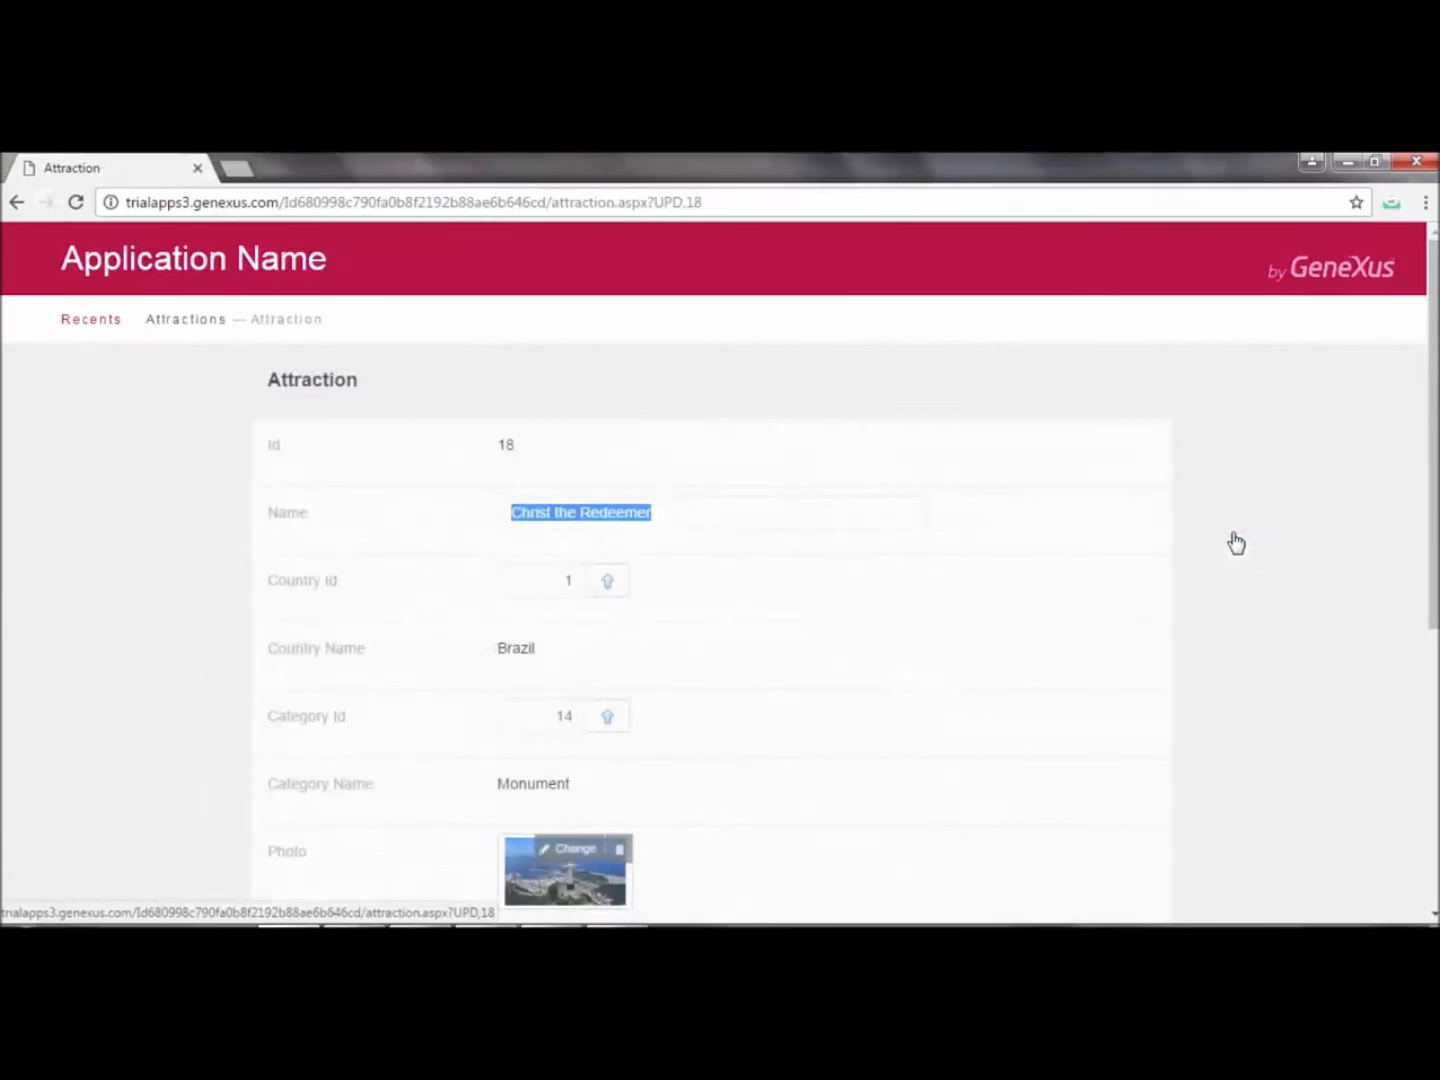 Attraction
trialapps3.genexus.com/Id680998c790fa0b8f2192b88ae6b646cd/attraction.aspx?UPD,18
Application Name
by GeneXus
Recents Attractions — Attraction
Attraction
Id 18
Name Christ the Redeemer
Country Id 1
Country Name Brazil
Category Id 14
Category Name Monument
Photo Change
trialapps3.genexus.com/Id680998c790fa0b8f2192b88ae6b646cd/attraction.aspx?UPD,18